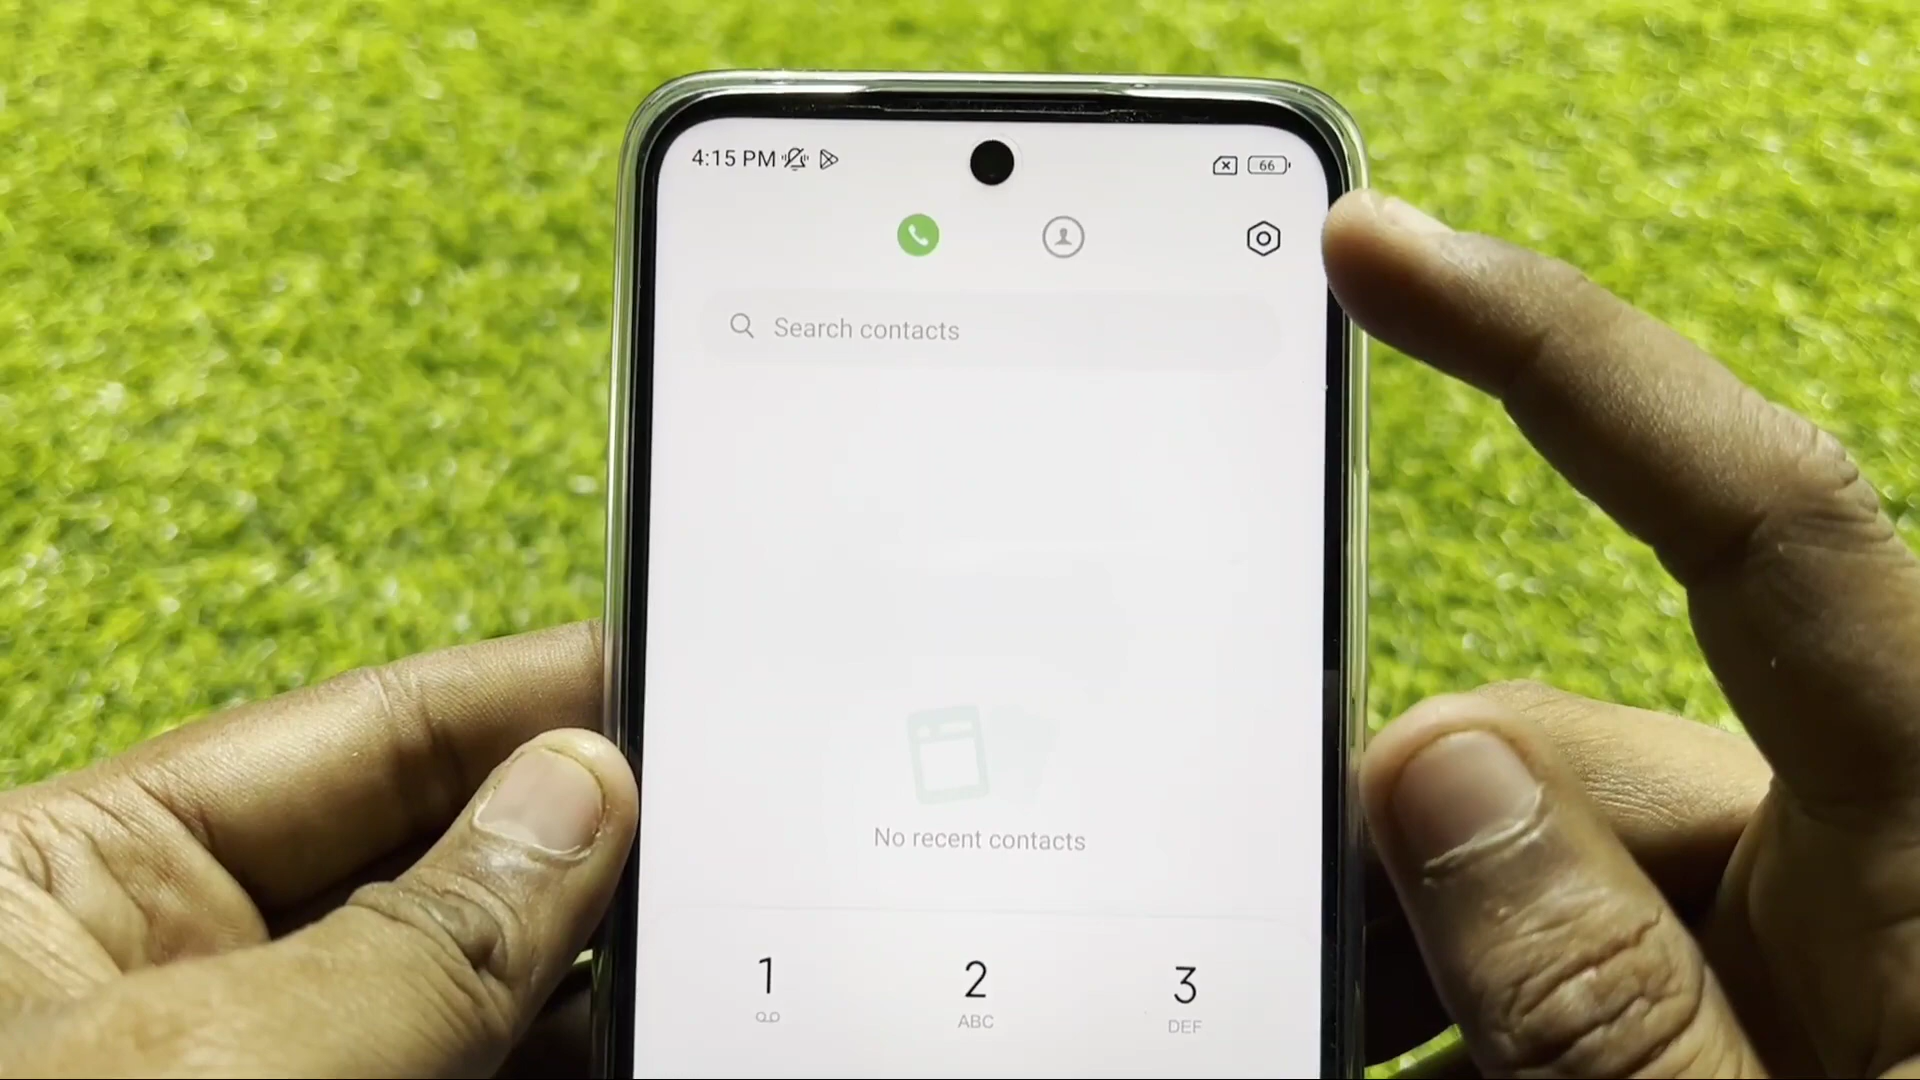 4:15 PM
66
Search contacts
No recent contacts
1 2 3
ABC DEF